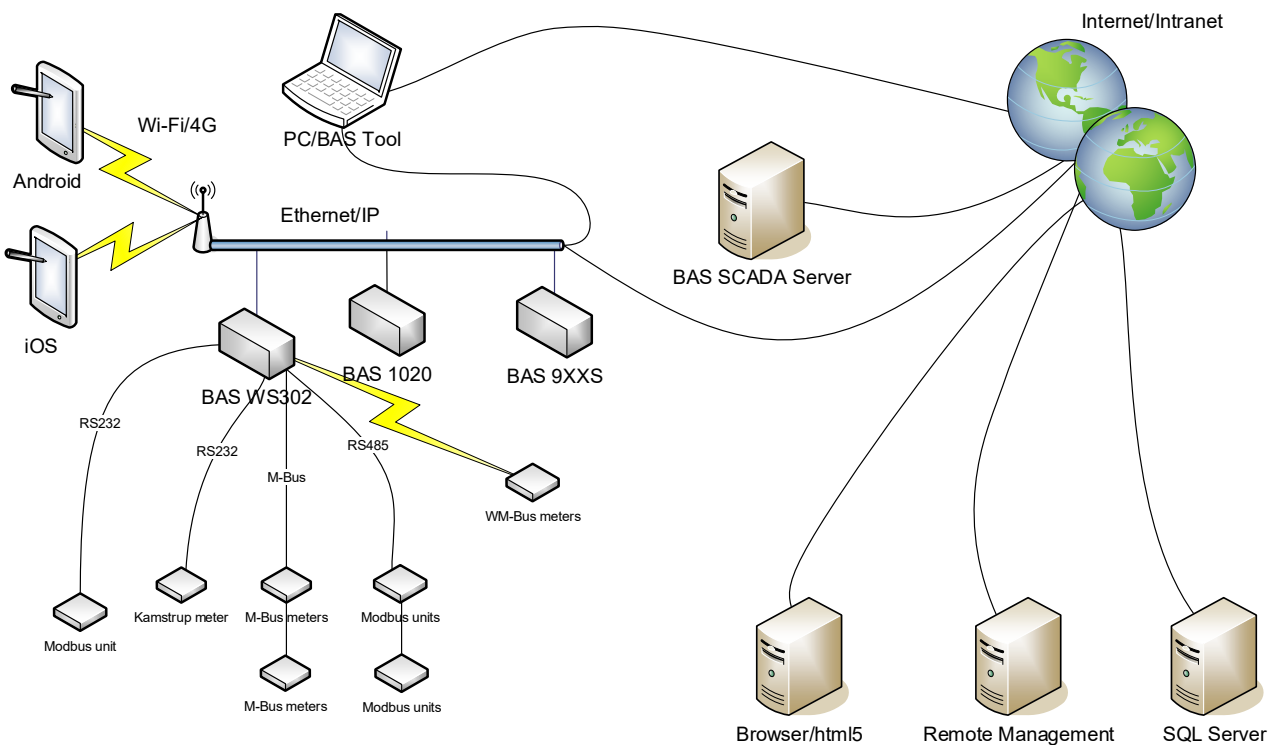 Internet/Intranet
Wi-Fi/4G
PC/BAS Tool
Android
Ethernet/IP
BAS SCADA Server
iOS
BAS 1020
BAS 9XXS
BAS WS302
RS232
RS232
RS485
M-Bus
WM-Bus meters
Modbus unit
Kamstrup meter
M-Bus meters
Modbus units
M-Bus meters
Modbus units
Browser/html5
Remote Management
SQL Server